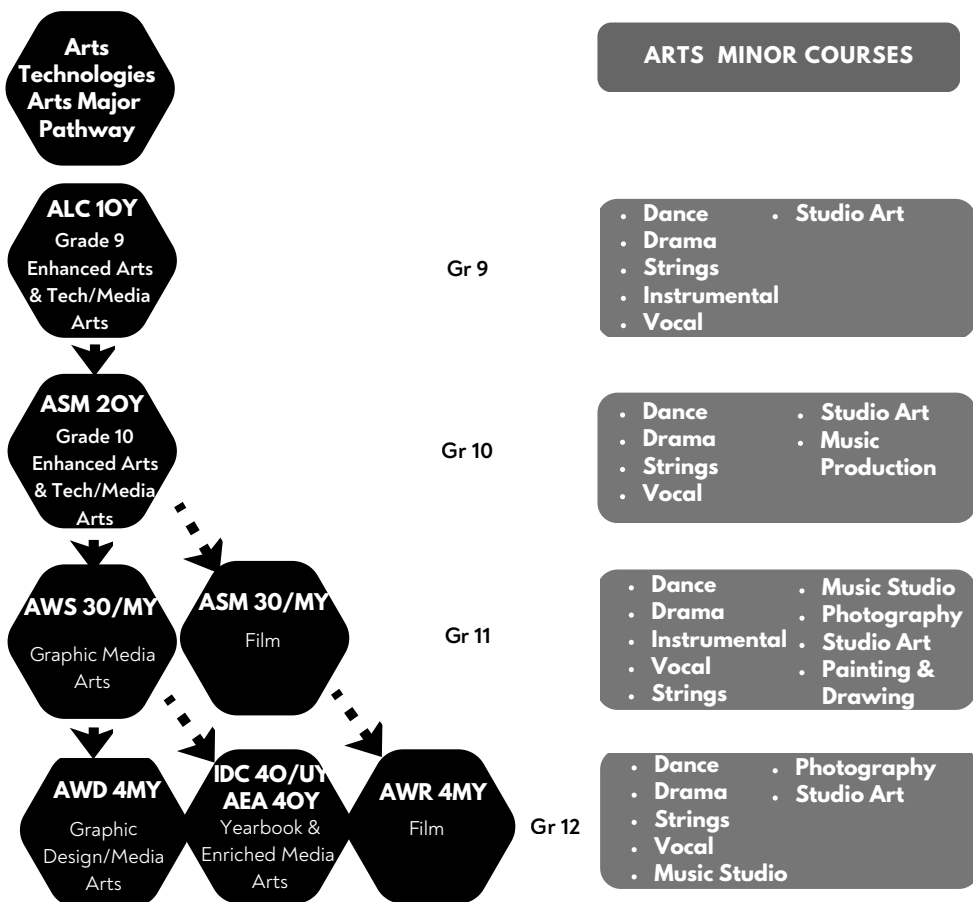 Arts
Technologies
Arts Major
Pathway
ARTS MINOR COURSES
ALC 1OY
Grade 9
Enhanced Arts
& Tech/Media
Arts
Gr 9
• Dance
• Drama
• Strings
• Instrumental
• Vocal
• Studio Art
ASM 2OY
Grade 10
Enhanced Arts
& Tech/Media
Arts
Gr 10
• Dance
• Drama
• Strings
• Vocal
• Studio Art
• Music
Production
AWS 30/MY
Graphic Media
Arts
ASM 30/MY
Film
Gr 11
• Dance
• Drama
• Instrumental
• Vocal
• Strings
• Music Studio
• Photography
• Studio Art
• Painting &
Drawing
AWD 4MY
Graphic
Design/Media
Arts
IDC 4O/UY
AEA 4OY
Yearbook &
Enriched Media
Arts
AWR 4MY
Film
Gr 12
• Dance
• Drama
• Strings
• Vocal
• Music Studio
• Photography
• Studio Art